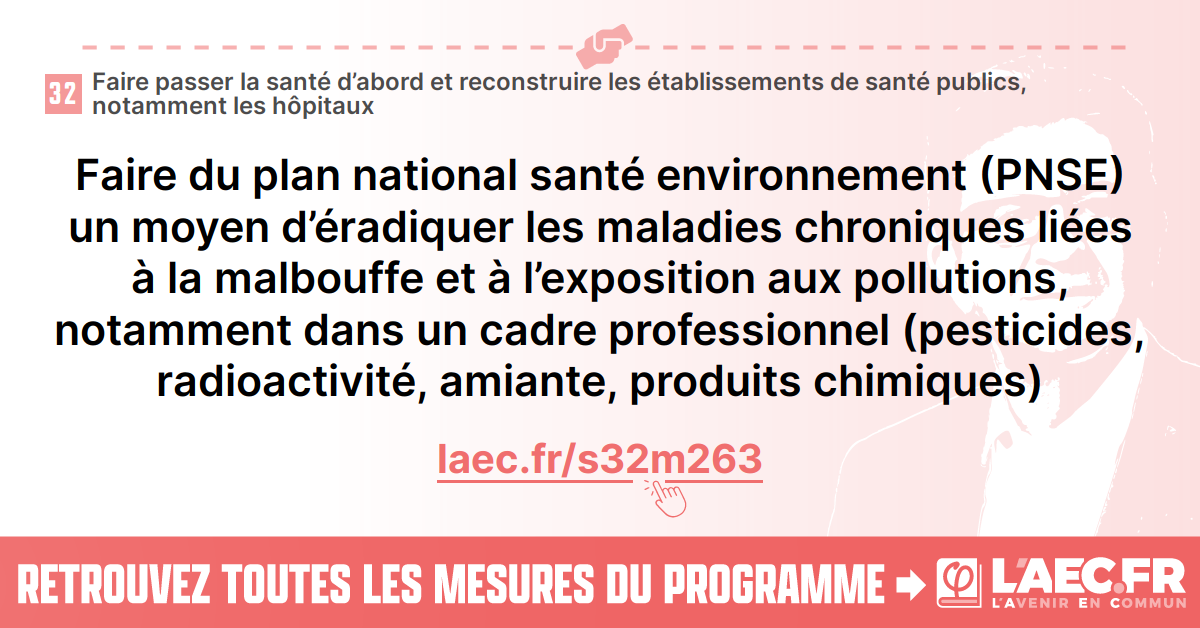 32
Faire passer la santé d’abord et reconstruire les établissements de santé publics,
notamment les hôpitaux
Faire du plan national santé environnement (PNSE)
un moyen d’éradiquer les maladies chroniques liées
à la malbouffe et à l’exposition aux pollutions,
notamment dans un cadre professionnel (pesticides,
radioactivité, amiante, produits chimiques)
laec.fr/s32m263
RETROUVEZ TOUTES LES MESURES DU PROGRAMME
L'AEC.FR
L'AVENIR EN COMMUN